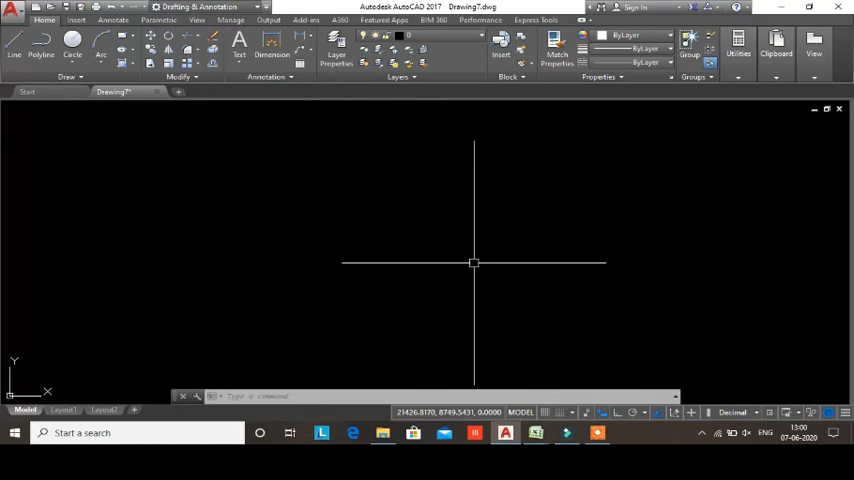 Drafting & Annotation
Autodesk AutoCAD 2017 Drawing7.dwg
Sign In
Home Insert Annotate Parametric View Manage Output Add-ins A360 Featured Apps BIM 360 Performance Express Tools
0
ByLayer
Line Polyline Circle Arc
Text Dimension
Layer
Properties
Insert
Match
Properties
ByLayer
ByLayer
Group
Utilities
Clipboard
View
Draw Modify Annotation Layers Block Properties Groups
Start Drawing7*
Y
X
Type a command
Model Layout1 Layout2
21426.8170, 8749.5431, 0.0000 MODEL
Decimal
Start a search
ENG
13:00
07-06-2020